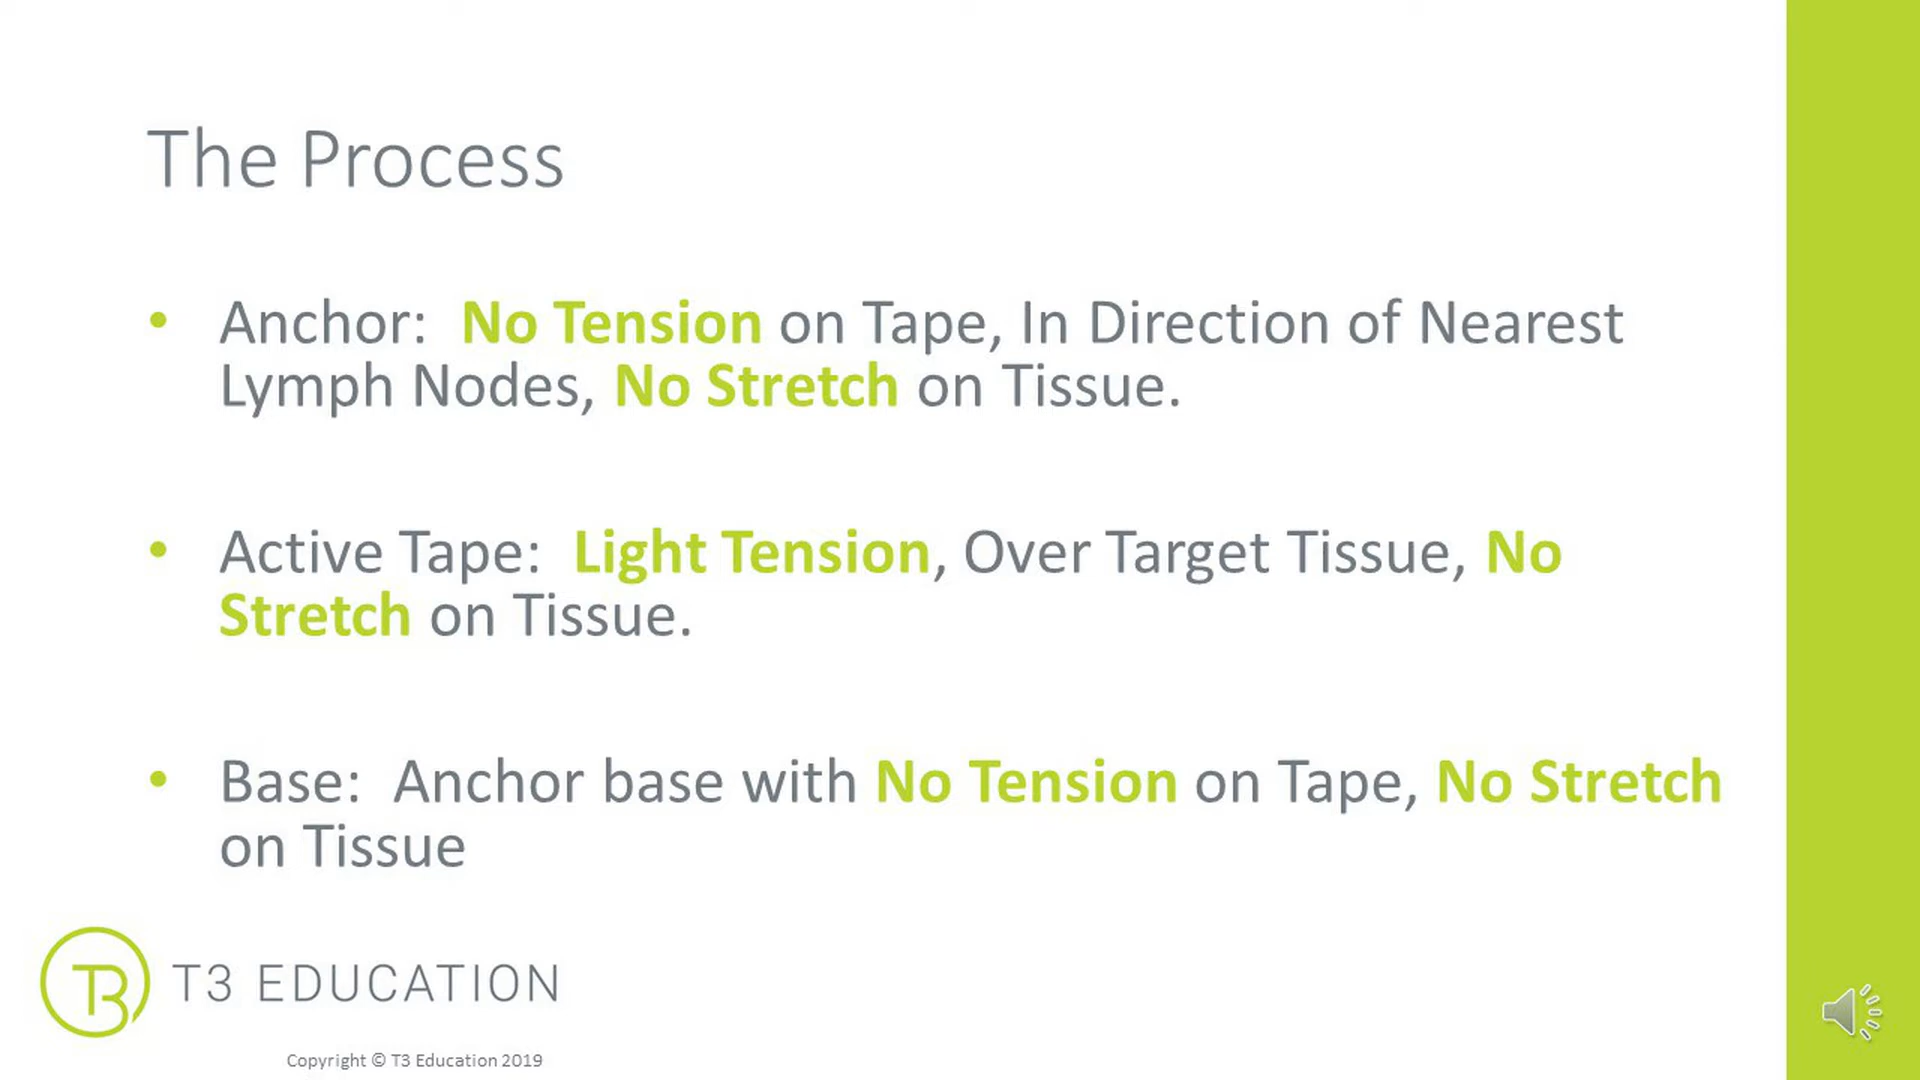 The Process
• Anchor:  No Tension on Tape, In Direction of Nearest
Lymph Nodes, No Stretch on Tissue.
• Active Tape:  Light Tension, Over Target Tissue, No
Stretch on Tissue.
• Base:  Anchor base with No Tension on Tape, No Stretch
on Tissue
T3 T3 EDUCATION
Copyright © T3 Education 2019